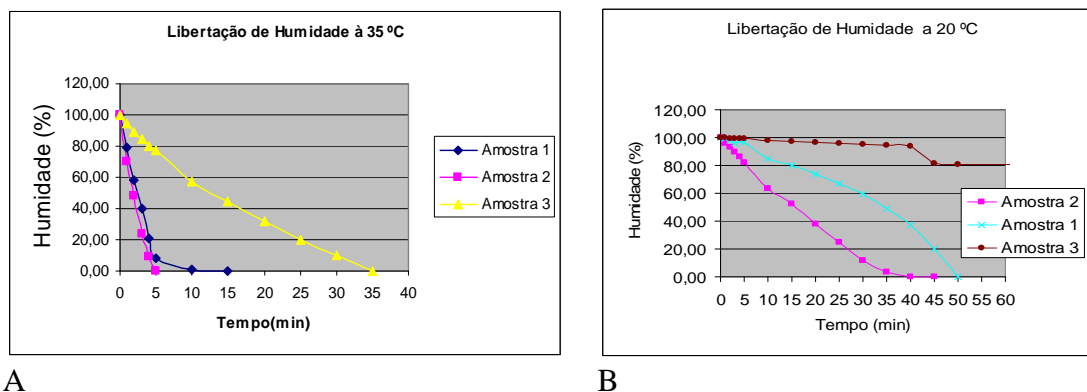 Libertação de Humidade à 35 ºC
Humidade (%)
120,00
100,00
80,00
60,00
40,00
20,00
0,00
0 5 10 15 20 25 30 35 40
Tempo(min)
Amostra 1
Amostra 2
Amostra 3
A
Libertação de Humidade a 20 ºC
Humidade (%)
120,00
100,00
80,00
60,00
40,00
20,00
0,00
0 5 10 15 20 25 30 35 40 45 50 55 60
Tempo (min)
Amostra 2
Amostra 1
Amostra 3
B